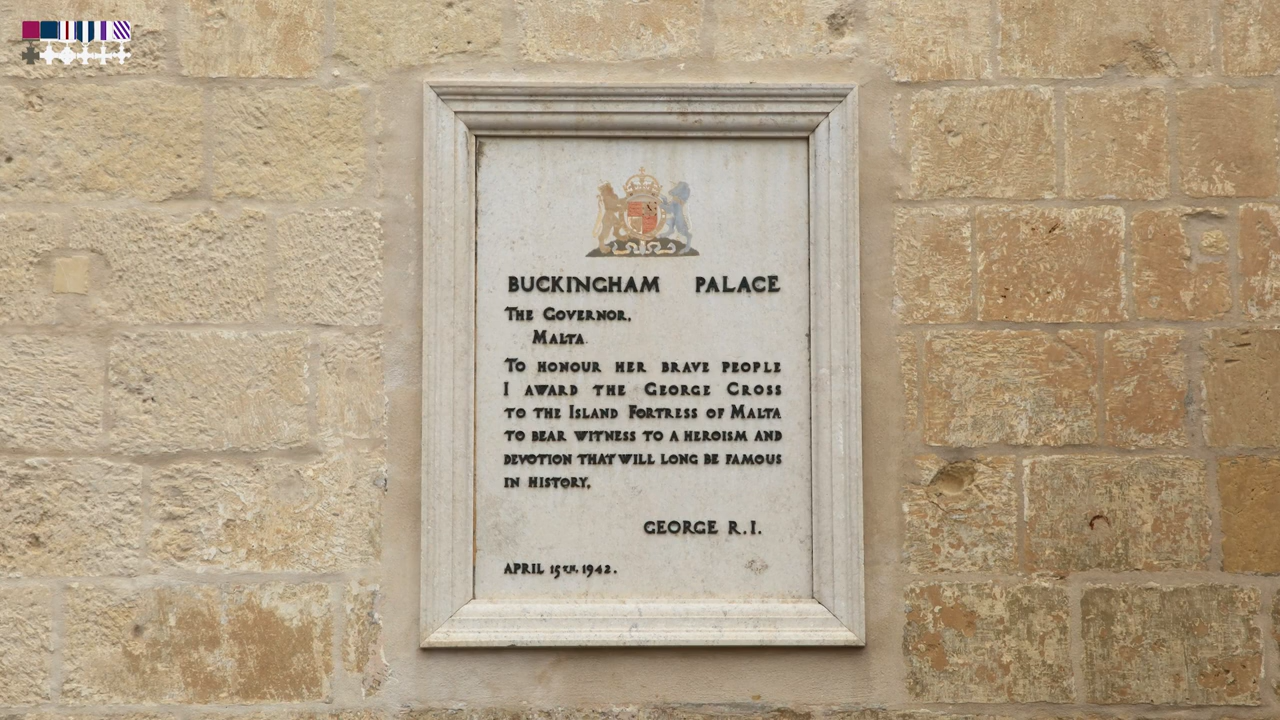 BUCKINGHAM PALACE
THE GOVERNOR,
MALTA.
TO HONOUR HER BRAVE PEOPLE
I AWARD THE GEORGE CROSS
TO THE ISLAND FORTRESS OF MALTA
TO BEAR WITNESS TO A HEROISM AND
DEVOTION THAT WILL LONG BE FAMOUS
IN HISTORY.
GEORGE R.I.
APRIL 15TH. 1942.